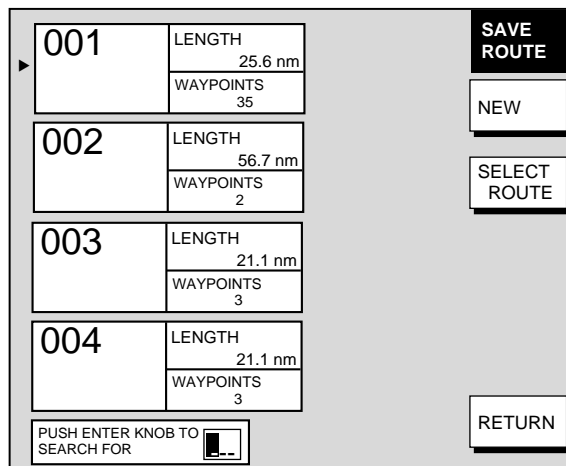 001
LENGTH
25.6 nm
WAYPOINTS
35
002
LENGTH
56.7 nm
WAYPOINTS
2
003
LENGTH
21.1 nm
WAYPOINTS
3
004
LENGTH
21.1 nm
WAYPOINTS
3
PUSH ENTER KNOB TO
SEARCH FOR _ _ _
SAVE
ROUTE
NEW
SELECT
ROUTE
RETURN